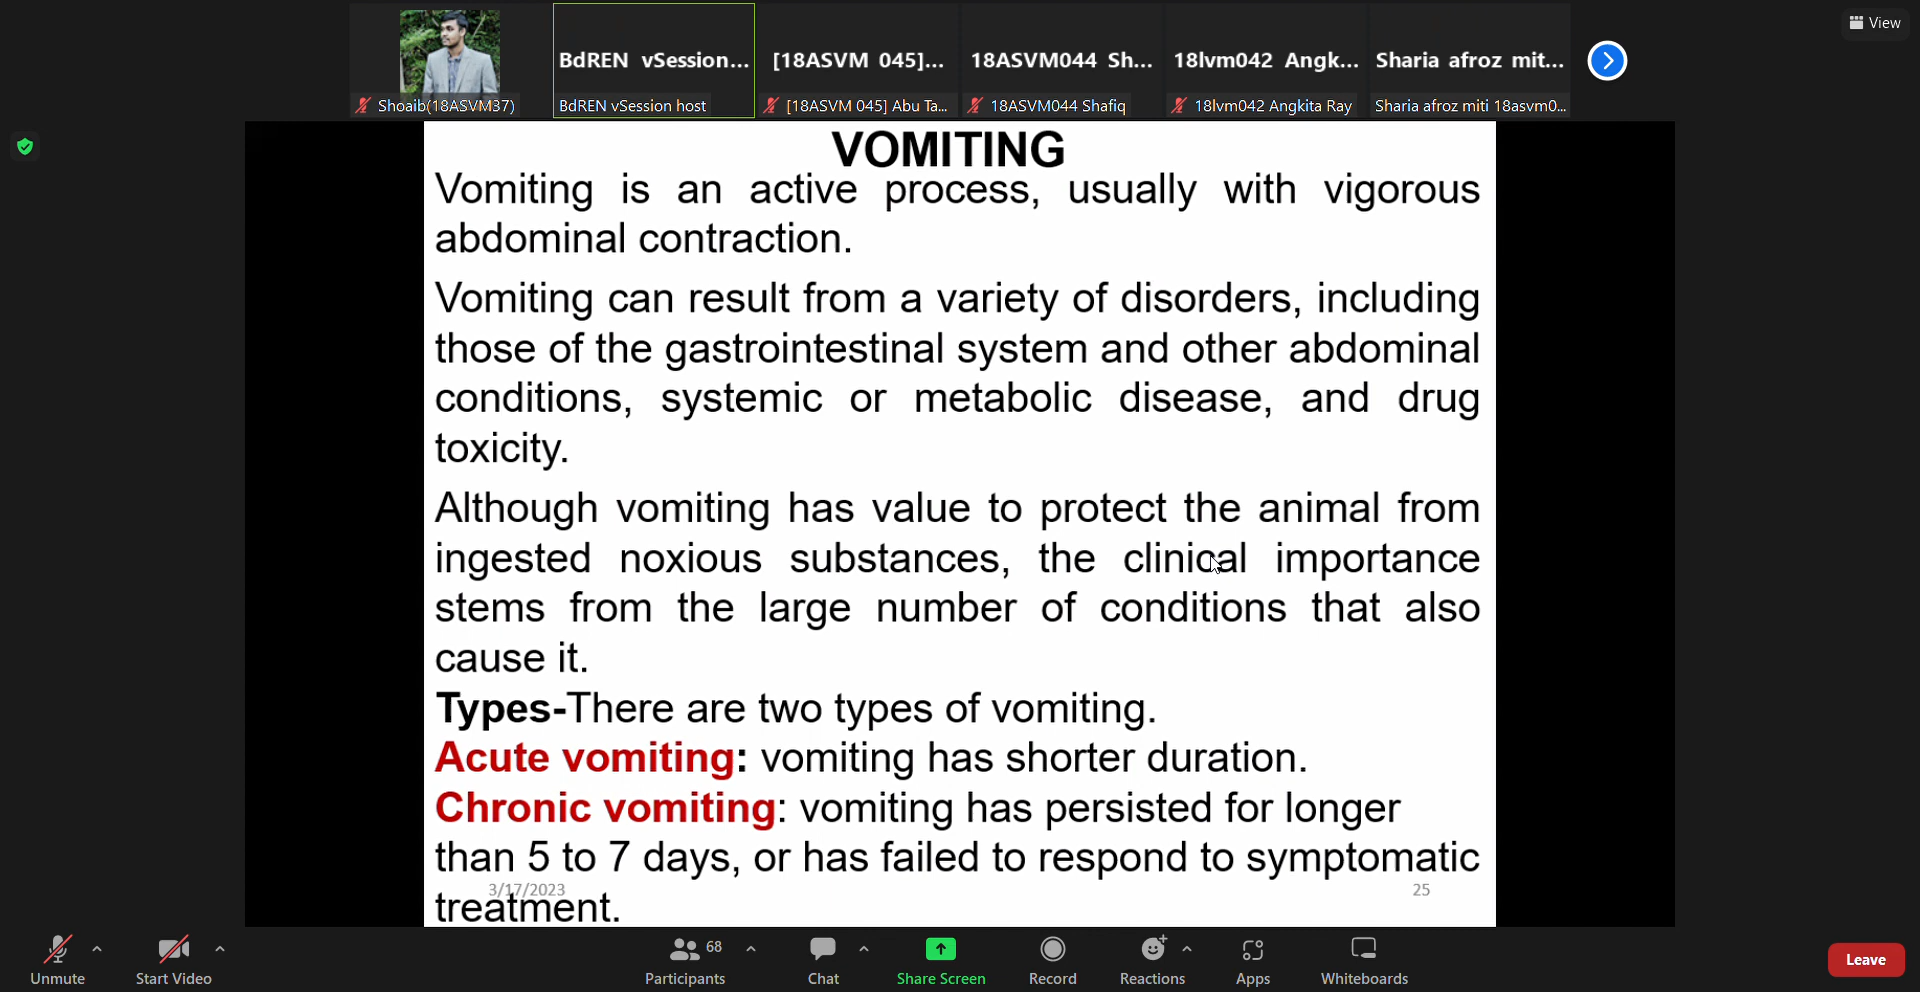 View
BdREN vSession...
[18ASVM 045]...
18ASVM044 Sh...
18lvm042 Angk...
Sharia afroz mit...
Shoaib(18ASVM37)
BdREN vSession host
[18ASVM 045] Abu Ta...
18ASVM044 Shafiq
18lvm042 Angkita Ray
Sharia afroz miti 18asvm0...
VOMITING
Vomiting is an active process, usually with vigorous
abdominal contraction.
Vomiting can result from a variety of disorders, including
those of the gastrointestinal system and other abdominal
conditions, systemic or metabolic disease, and drug
toxicity.
Although vomiting has value to protect the animal from
ingested noxious substances, the clinical importance
stems from the large number of conditions that also
cause it.
Types-There are two types of vomiting.
Acute vomiting: vomiting has shorter duration.
Chronic vomiting: vomiting has persisted for longer
than 5 to 7 days, or has failed to respond to symptomatic
treatment.
3/17/2023
25
Unmute
Start Video
68
Participants
Chat
Share Screen
Record
Reactions
Apps
Whiteboards
Leave